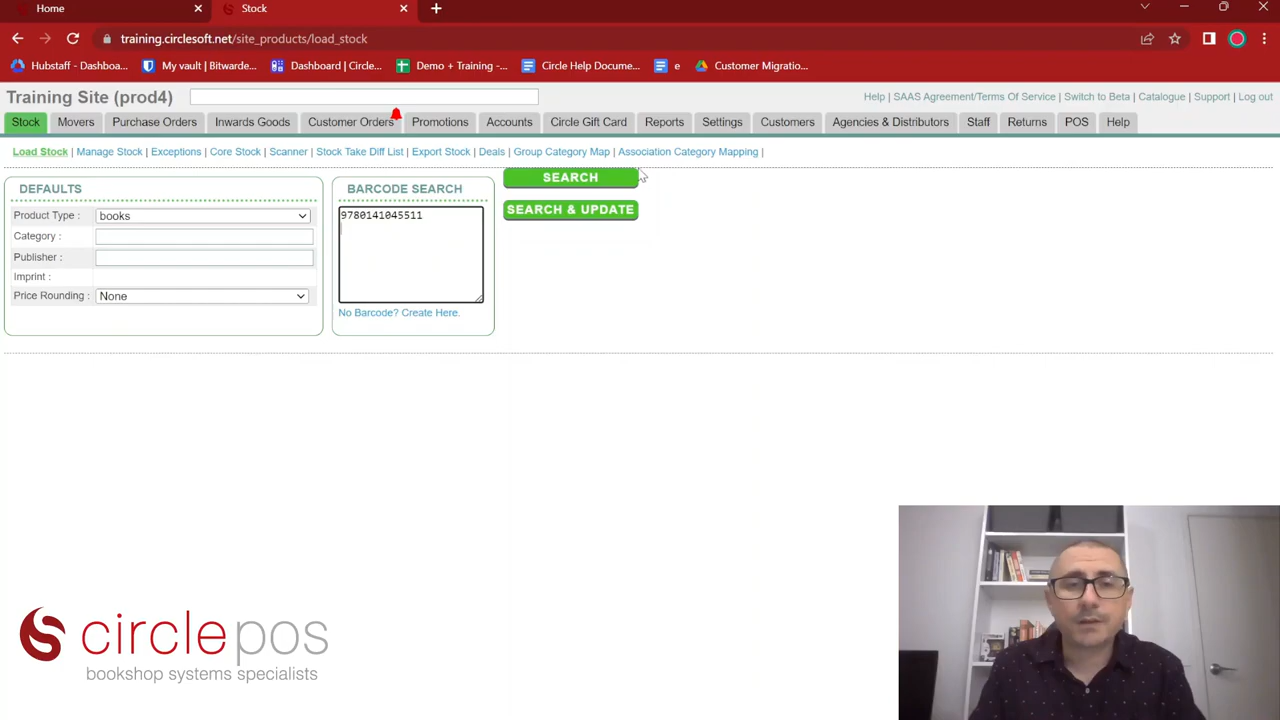 Home
Stock
training.circlesoft.net/site_products/load_stock
Hubstaff - Dashboa...
My vault | Bitwarde...
Dashboard | Circle...
Demo + Training -...
Circle Help Docume...
e
Customer Migratio...
Training Site (prod4)
Help | SAAS Agreement/Terms Of Service | Switch to Beta | Catalogue | Support | Log out
Stock Movers Purchase Orders Inwards Goods Customer Orders Promotions Accounts Circle Gift Card Reports Settings Customers Agencies & Distributors Staff Returns POS Help
Load Stock | Manage Stock | Exceptions | Core Stock | Scanner | Stock Take Diff List | Export Stock | Deals | Group Category Map | Association Category Mapping |
DEFAULTS
Product Type : books
Category :
Publisher :
Imprint :
Price Rounding : None
BARCODE SEARCH
9780141045511
No Barcode? Create Here.
SEARCH
SEARCH & UPDATE
circlepos
bookshop systems specialists